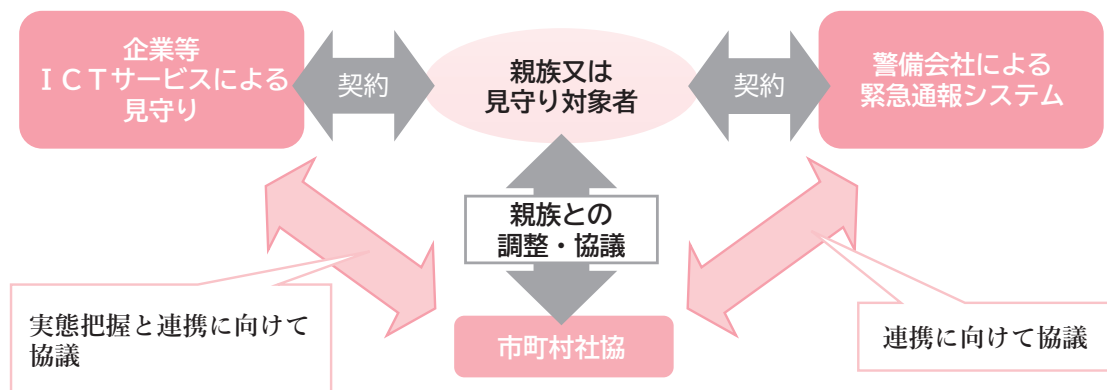 企業等
ＩＣＴサービスによる
見守り
契約
親族又は
見守り対象者
契約
警備会社による
緊急通報システム
親族との
調整・協議
実態把握と連携に向けて
協議
市町村社協
連携に向けて協議